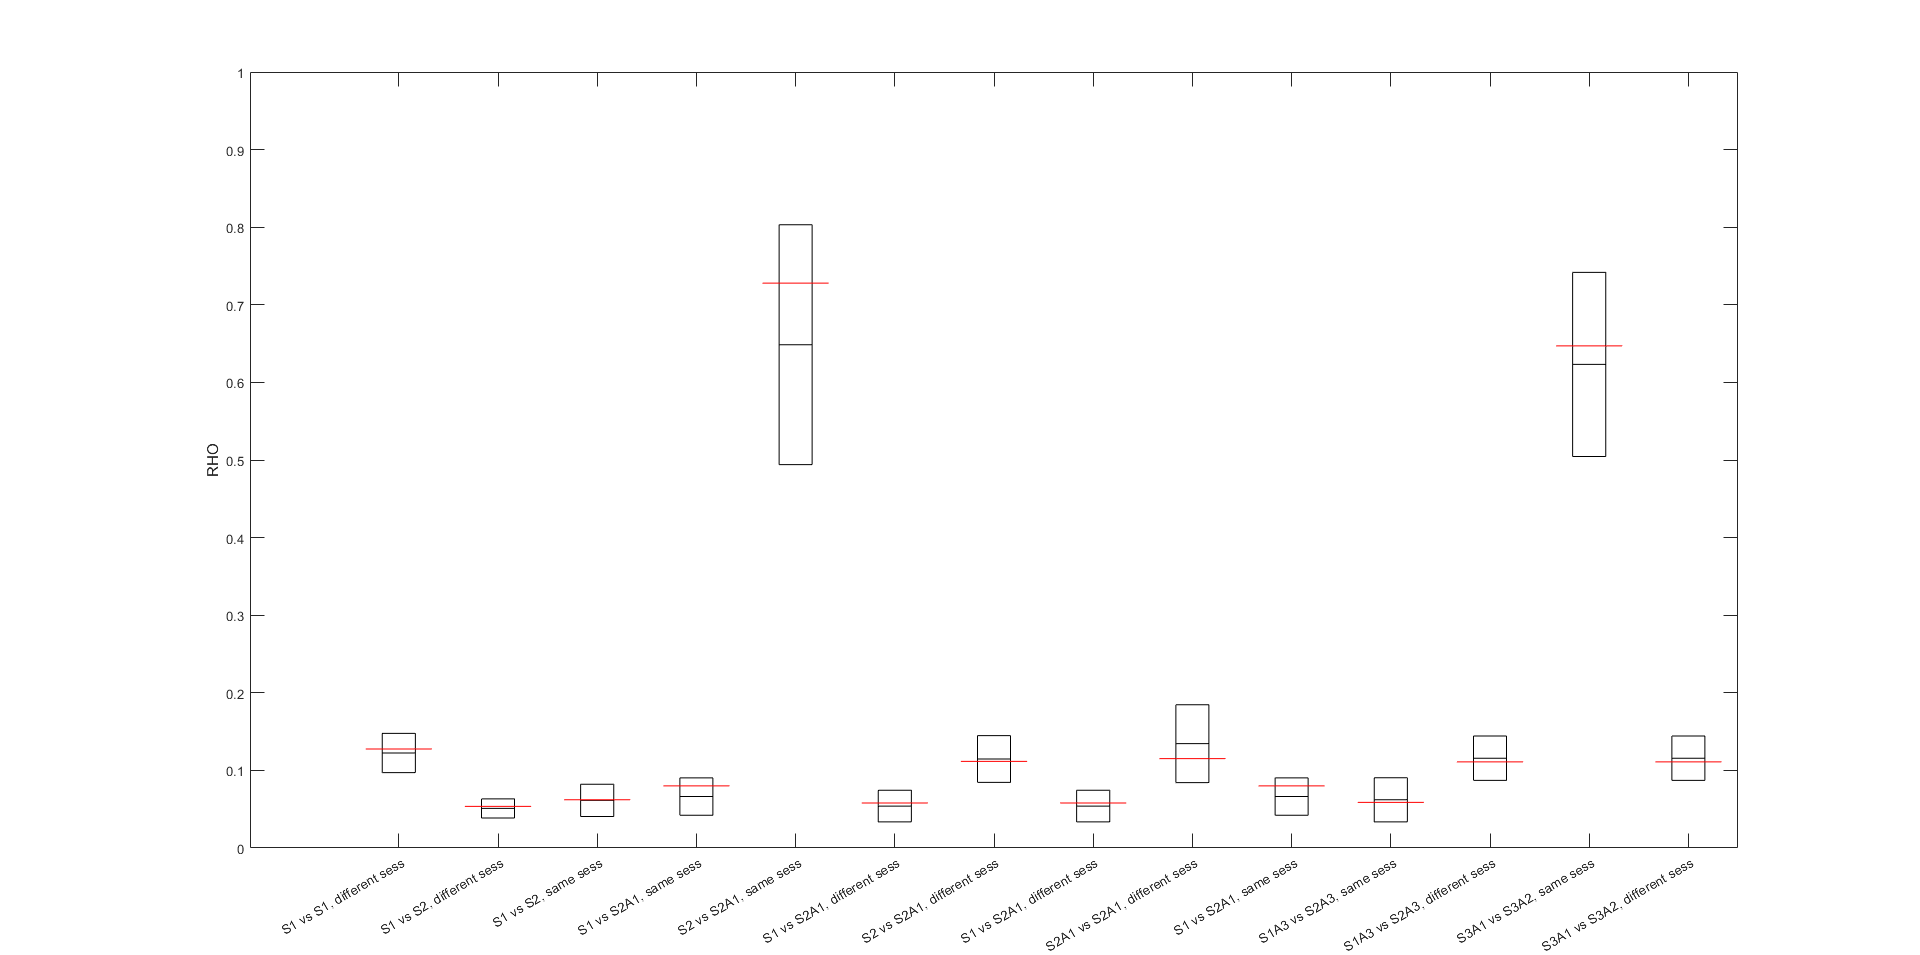 1
0.9
0.8
0.7
0.6
0.5
0.4
0.3
0.2
0.1
0
RHO
S1 vs S1, different sess
S1 vs S2, different sess
S1 vs S2, same sess
S1 vs S2A1, same sess
S2 vs S2A1, same sess
S1 vs S2A1, different sess
S2 vs S2A1, different sess
S1 vs S2A1, different sess
S2A1 vs S2A1, different sess
S1 vs S2A1, same sess
S1A3 vs S2A3, same sess
S1A3 vs S2A3, different sess
S3A1 vs S3A2, same sess
S3A1 vs S3A2, different sess